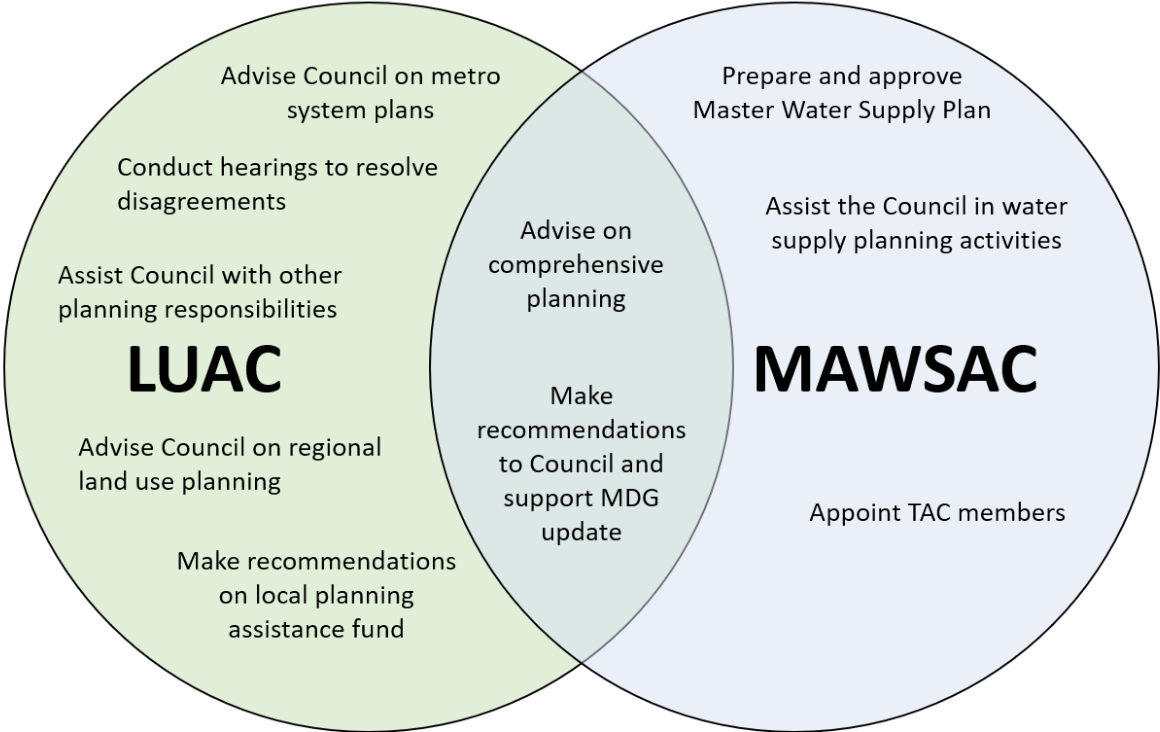 Advise Council on metro
system plans
Conduct hearings to resolve
disagreements
Assist Council with other
planning responsibilities
LUAC
Advise Council on regional
land use planning
Make recommendations
on local planning
assistance fund
Advise on
comprehensive
planning
Make
recommendations
to Council and
support MDG
update
Prepare and approve
Master Water Supply Plan
Assist the Council in water
supply planning activities
MAWSAC
Appoint TAC members